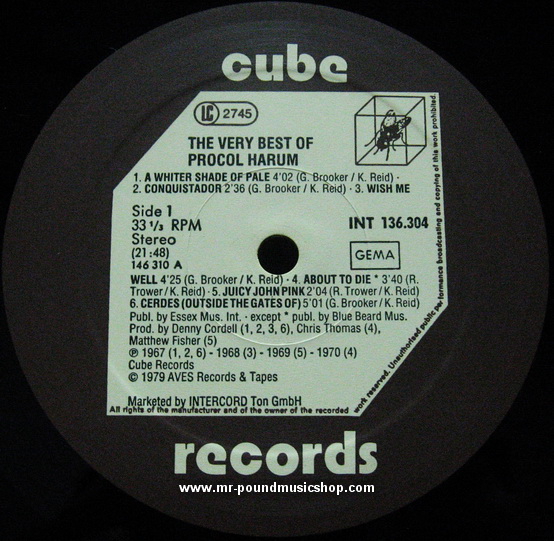 cube
LC 2745
THE VERY BEST OF
PROCOL HARUM
1. A WHITER SHADE OF PALE 4'02 (G. Brooker / K. Reid) ·
2. CONQUISTADOR 2'36 (G. Brooker / K. Reid) · 3. WISH ME
Side 1
33 1/3 RPM
Stereo
(21:48)
146 310 A
INT 136.304
GEMA
WELL 4'25 (G. Brooker / K. Reid) · 4. ABOUT TO DIE * 3'40 (R.
Trower / K. Reid) · 5. JUICY JOHN PINK 2'04 (R. Trower / K. Reid)
6. CERDES (OUTSIDE THE GATES OF) 5'01 (G. Brooker / K. Reid)
Publ. by Essex Mus. Int. · except * publ. by Blue Beard Mus.
Prod. by Denny Cordell (1, 2, 3, 6), Chris Thomas (4),
Matthew Fisher (5)
℗ 1967 (1, 2, 6) - 1968 (3) - 1969 (5) - 1970 (4)
Cube Records
© 1979 AVES Records & Tapes
Marketed by INTERCORD Ton GmbH
All rights of the manufacturer and of the owner of the recorded
work reserved. Unauthorised public performance broadcasting and copying of this work prohibited.
records
www.mr-poundmusicshop.com